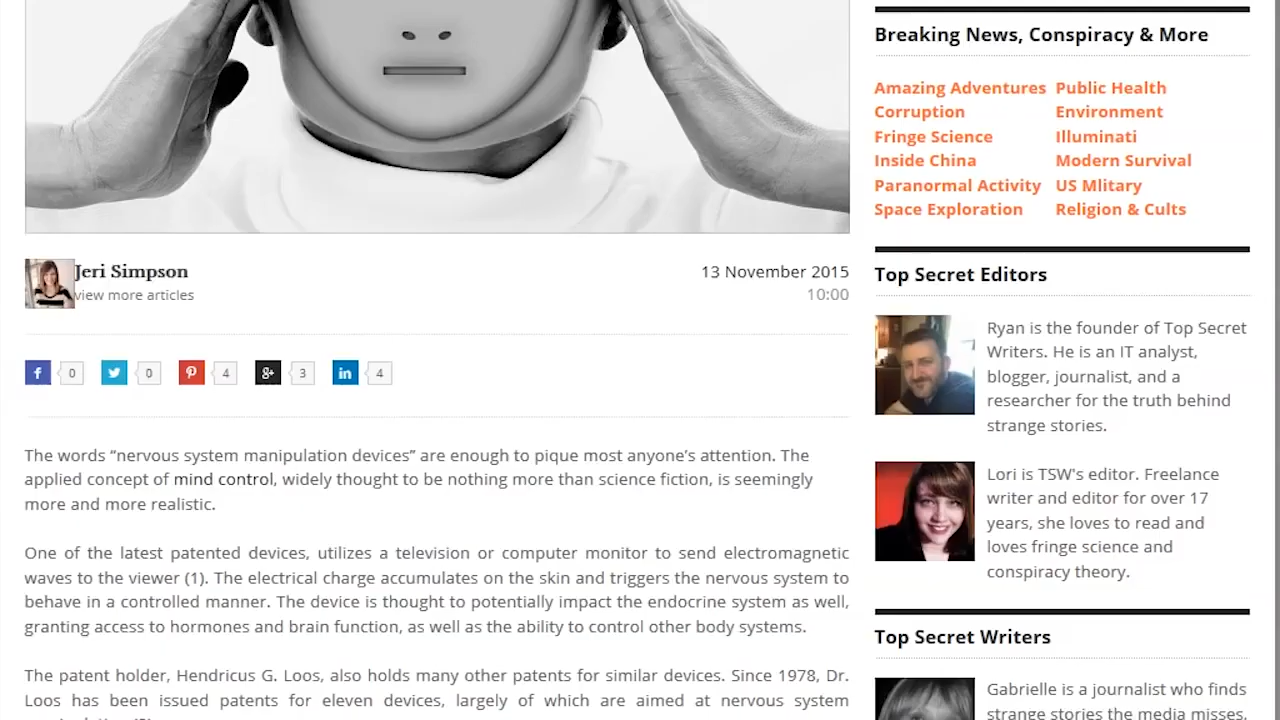 Breaking News, Conspiracy & More
Amazing Adventures Public Health
Corruption Environment
Fringe Science Illuminati
Inside China Modern Survival
Paranormal Activity US Mlitary
Space Exploration Religion & Cults
Jeri Simpson
view more articles
13 November 2015
10:00
f 0 0 4 g+ 3 in 4
The words “nervous system manipulation devices” are enough to pique most anyone’s attention. The
applied concept of mind control, widely thought to be nothing more than science fiction, is seemingly
more and more realistic.
One of the latest patented devices, utilizes a television or computer monitor to send electromagnetic
waves to the viewer (1). The electrical charge accumulates on the skin and triggers the nervous system to
behave in a controlled manner. The device is thought to potentially impact the endocrine system as well,
granting access to hormones and brain function, as well as the ability to control other body systems.
The patent holder, Hendricus G. Loos, also holds many other patents for similar devices. Since 1978, Dr.
Loos has been issued patents for eleven devices, largely of which are aimed at nervous system
Top Secret Editors
Ryan is the founder of Top Secret
Writers. He is an IT analyst,
blogger, journalist, and a
researcher for the truth behind
strange stories.
Lori is TSW's editor. Freelance
writer and editor for over 17
years, she loves to read and
loves fringe science and
conspiracy theory.
Top Secret Writers
Gabrielle is a journalist who finds
strange stories the media misses,